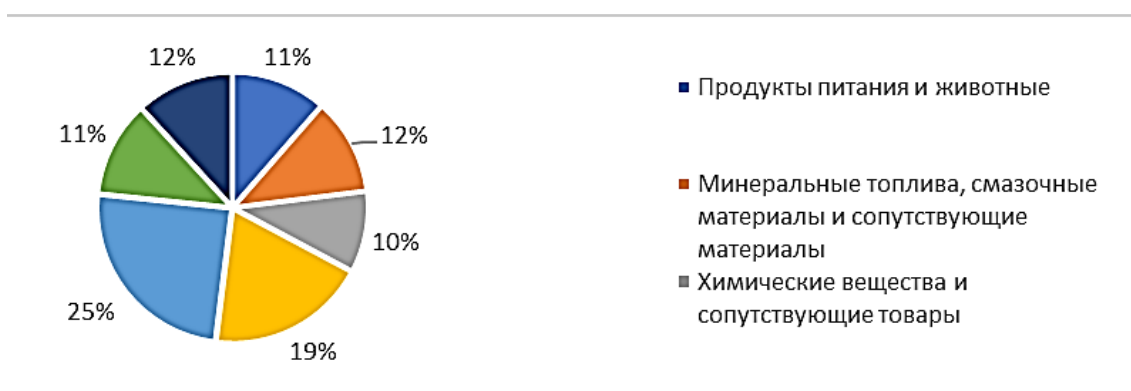 12%
11%
11%
12%
10%
25%
19%
Продукты питания и животные
Минеральные топлива, смазочные
материалы и сопутствующие
материалы
Химические вещества и
сопутствующие товары